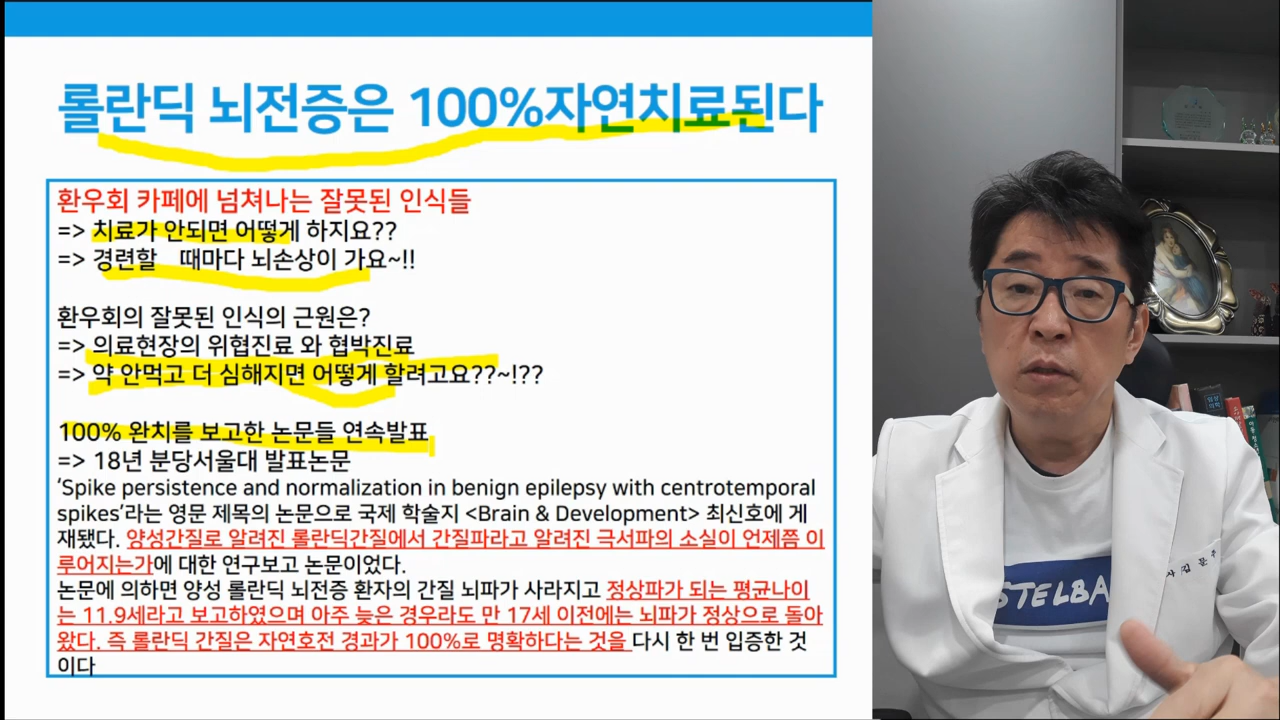 롤란딕 뇌전증은 100%자연치료된다
환우회 카페에 넘쳐나는 잘못된 인식들
=> 치료가 안되면 어떻게 하지요??
=> 경련할 때마다 뇌손상이 가요~!!
환우회의 잘못된 인식의 근원은?
=> 의료현장의 위협진료 와 협박진료
=> 약 안먹고 더 심해지면 어떻게 할려고요??~!??
100% 완치를 보고한 논문들 연속발표
=> 18년 분당서울대 발표논문
‘Spike persistence and normalization in benign epilepsy with centrotemporal
spikes’라는 영문 제목의 논문으로 국제 학술지 <Brain & Development> 최신호에 게
재됐다. 양성간질로 알려진 롤란딕간질에서 간질파라고 알려진 극서파의 소실이 언제쯤 이
루어지는가에 대한 연구보고 논문이었다.
논문에 의하면 양성 롤란딕 뇌전증 환자의 간질 뇌파가 사라지고 정상파가 되는 평균나이
는 11.9세라고 보고하였으며 아주 늦은 경우라도 만 17세 이전에는 뇌파가 정상으로 돌아
왔다. 즉 롤란딕 간질은 자연호전 경과가 100%로 명확하다는 것을 다시 한 번 입증한 것
이다
STELBA